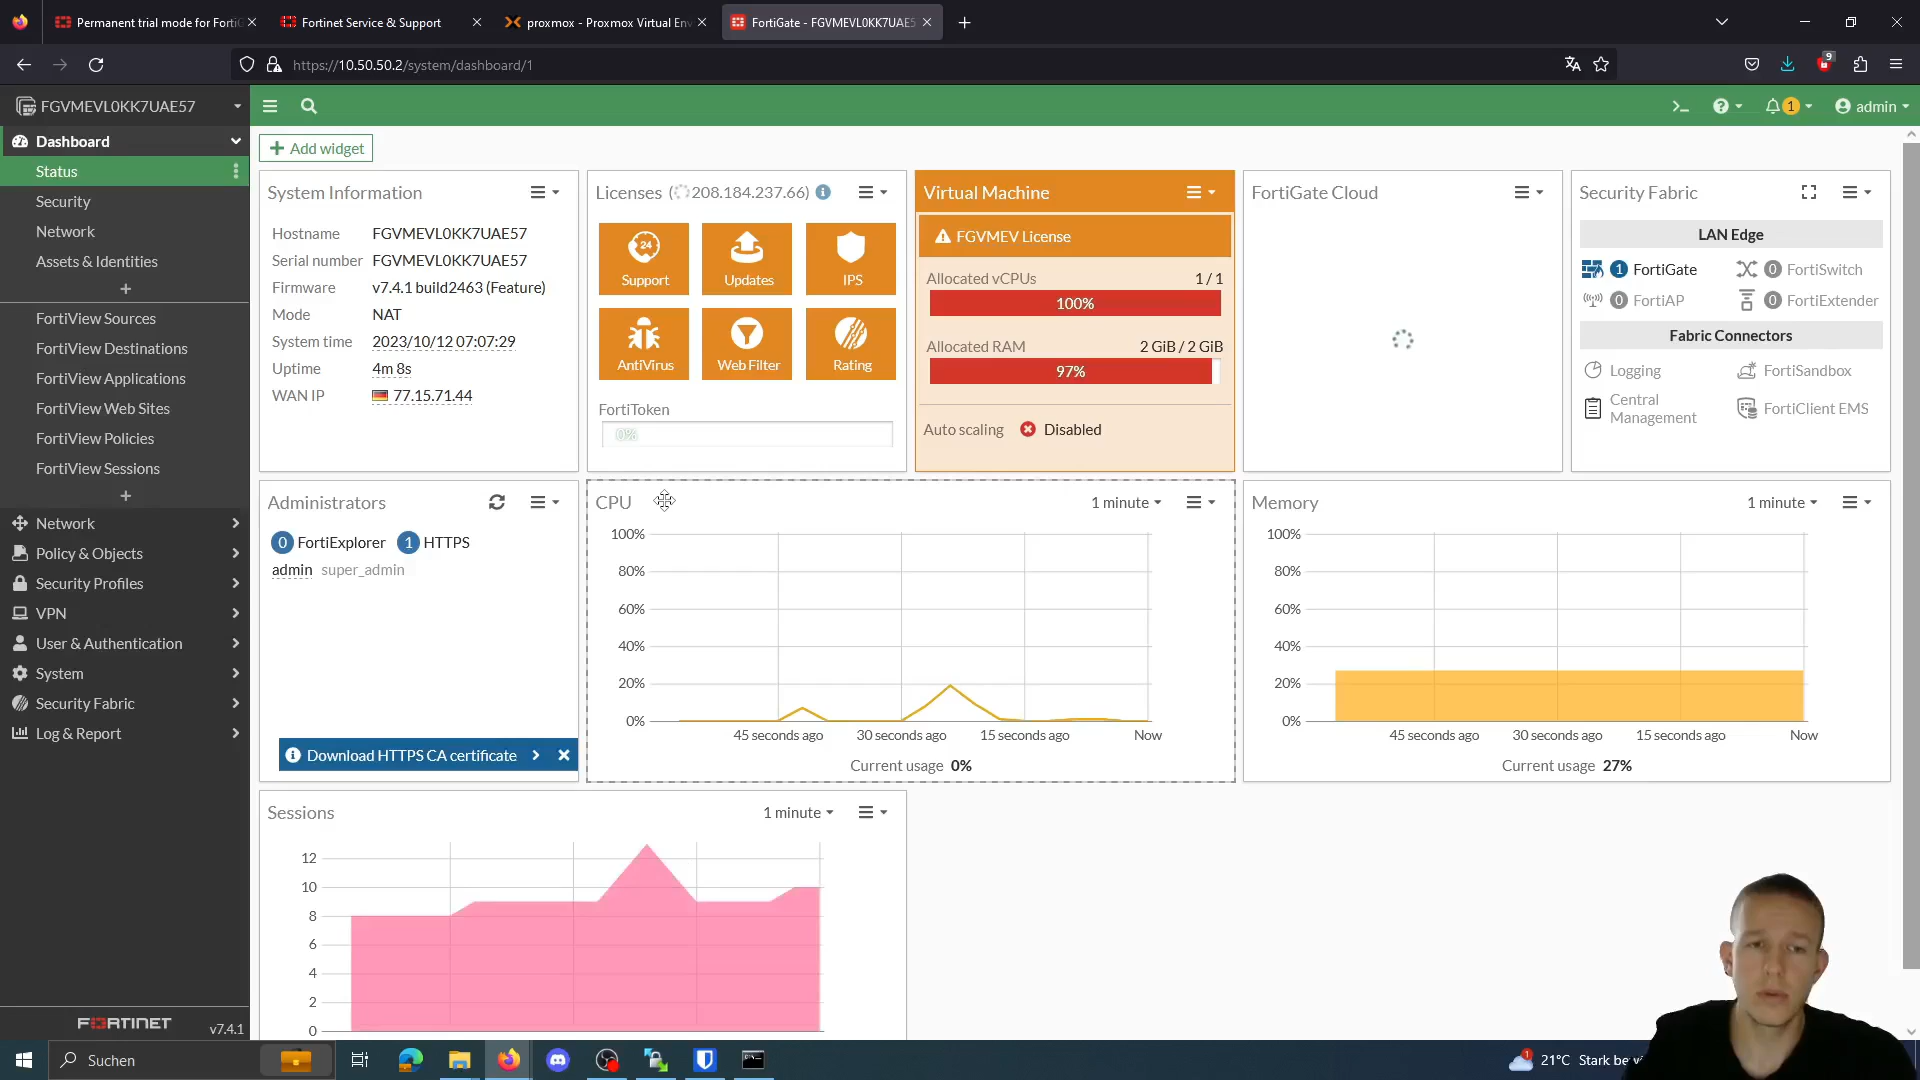 Permanent trial mode for FortiG
Fortinet Service & Support
proxmox - Proxmox Virtual Env
FortiGate - FGVMEVL0KK7UAE5
https://10.50.50.2/system/dashboard/1
9
FGVMEVL0KK7UAE57
1
admin
Dashboard
Status
Security
Network
Assets & Identities
FortiView Sources
FortiView Destinations
FortiView Applications
FortiView Web Sites
FortiView Policies
FortiView Sessions
Network
Policy & Objects
Security Profiles
VPN
User & Authentication
System
Security Fabric
Log & Report
FORTINET
v7.4.1
Add widget
System Information
Hostname FGVMEVL0KK7UAE57
Serial number FGVMEVL0KK7UAE57
Firmware v7.4.1 build2463 (Feature)
Mode NAT
System time 2023/10/12 07:07:29
Uptime 4m 8s
WAN IP 77.15.71.44
Licenses (208.184.237.66)
24
Support
Updates
IPS
AntiVirus
Web Filter
Rating
FortiToken
0%
Virtual Machine
FGVMEV License
Allocated vCPUs 1 / 1
100%
Allocated RAM 2 GiB / 2 GiB
97%
Auto scaling Disabled
FortiGate Cloud
Security Fabric
LAN Edge
1 FortiGate
0 FortiSwitch
0 FortiAP
0 FortiExtender
Fabric Connectors
Logging
FortiSandbox
Central Management
FortiClient EMS
Administrators
0 FortiExplorer 1 HTTPS
admin super_admin
Download HTTPS CA certificate
CPU
1 minute
100%
80%
60%
40%
20%
0%
45 seconds ago
30 seconds ago
15 seconds ago
Now
Current usage 0%
Memory
1 minute
100%
80%
60%
40%
20%
0%
45 seconds ago
30 seconds ago
15 seconds ago
Now
Current usage 27%
Sessions
1 minute
12
10
8
6
4
2
0
Suchen
1
21°C Stark be